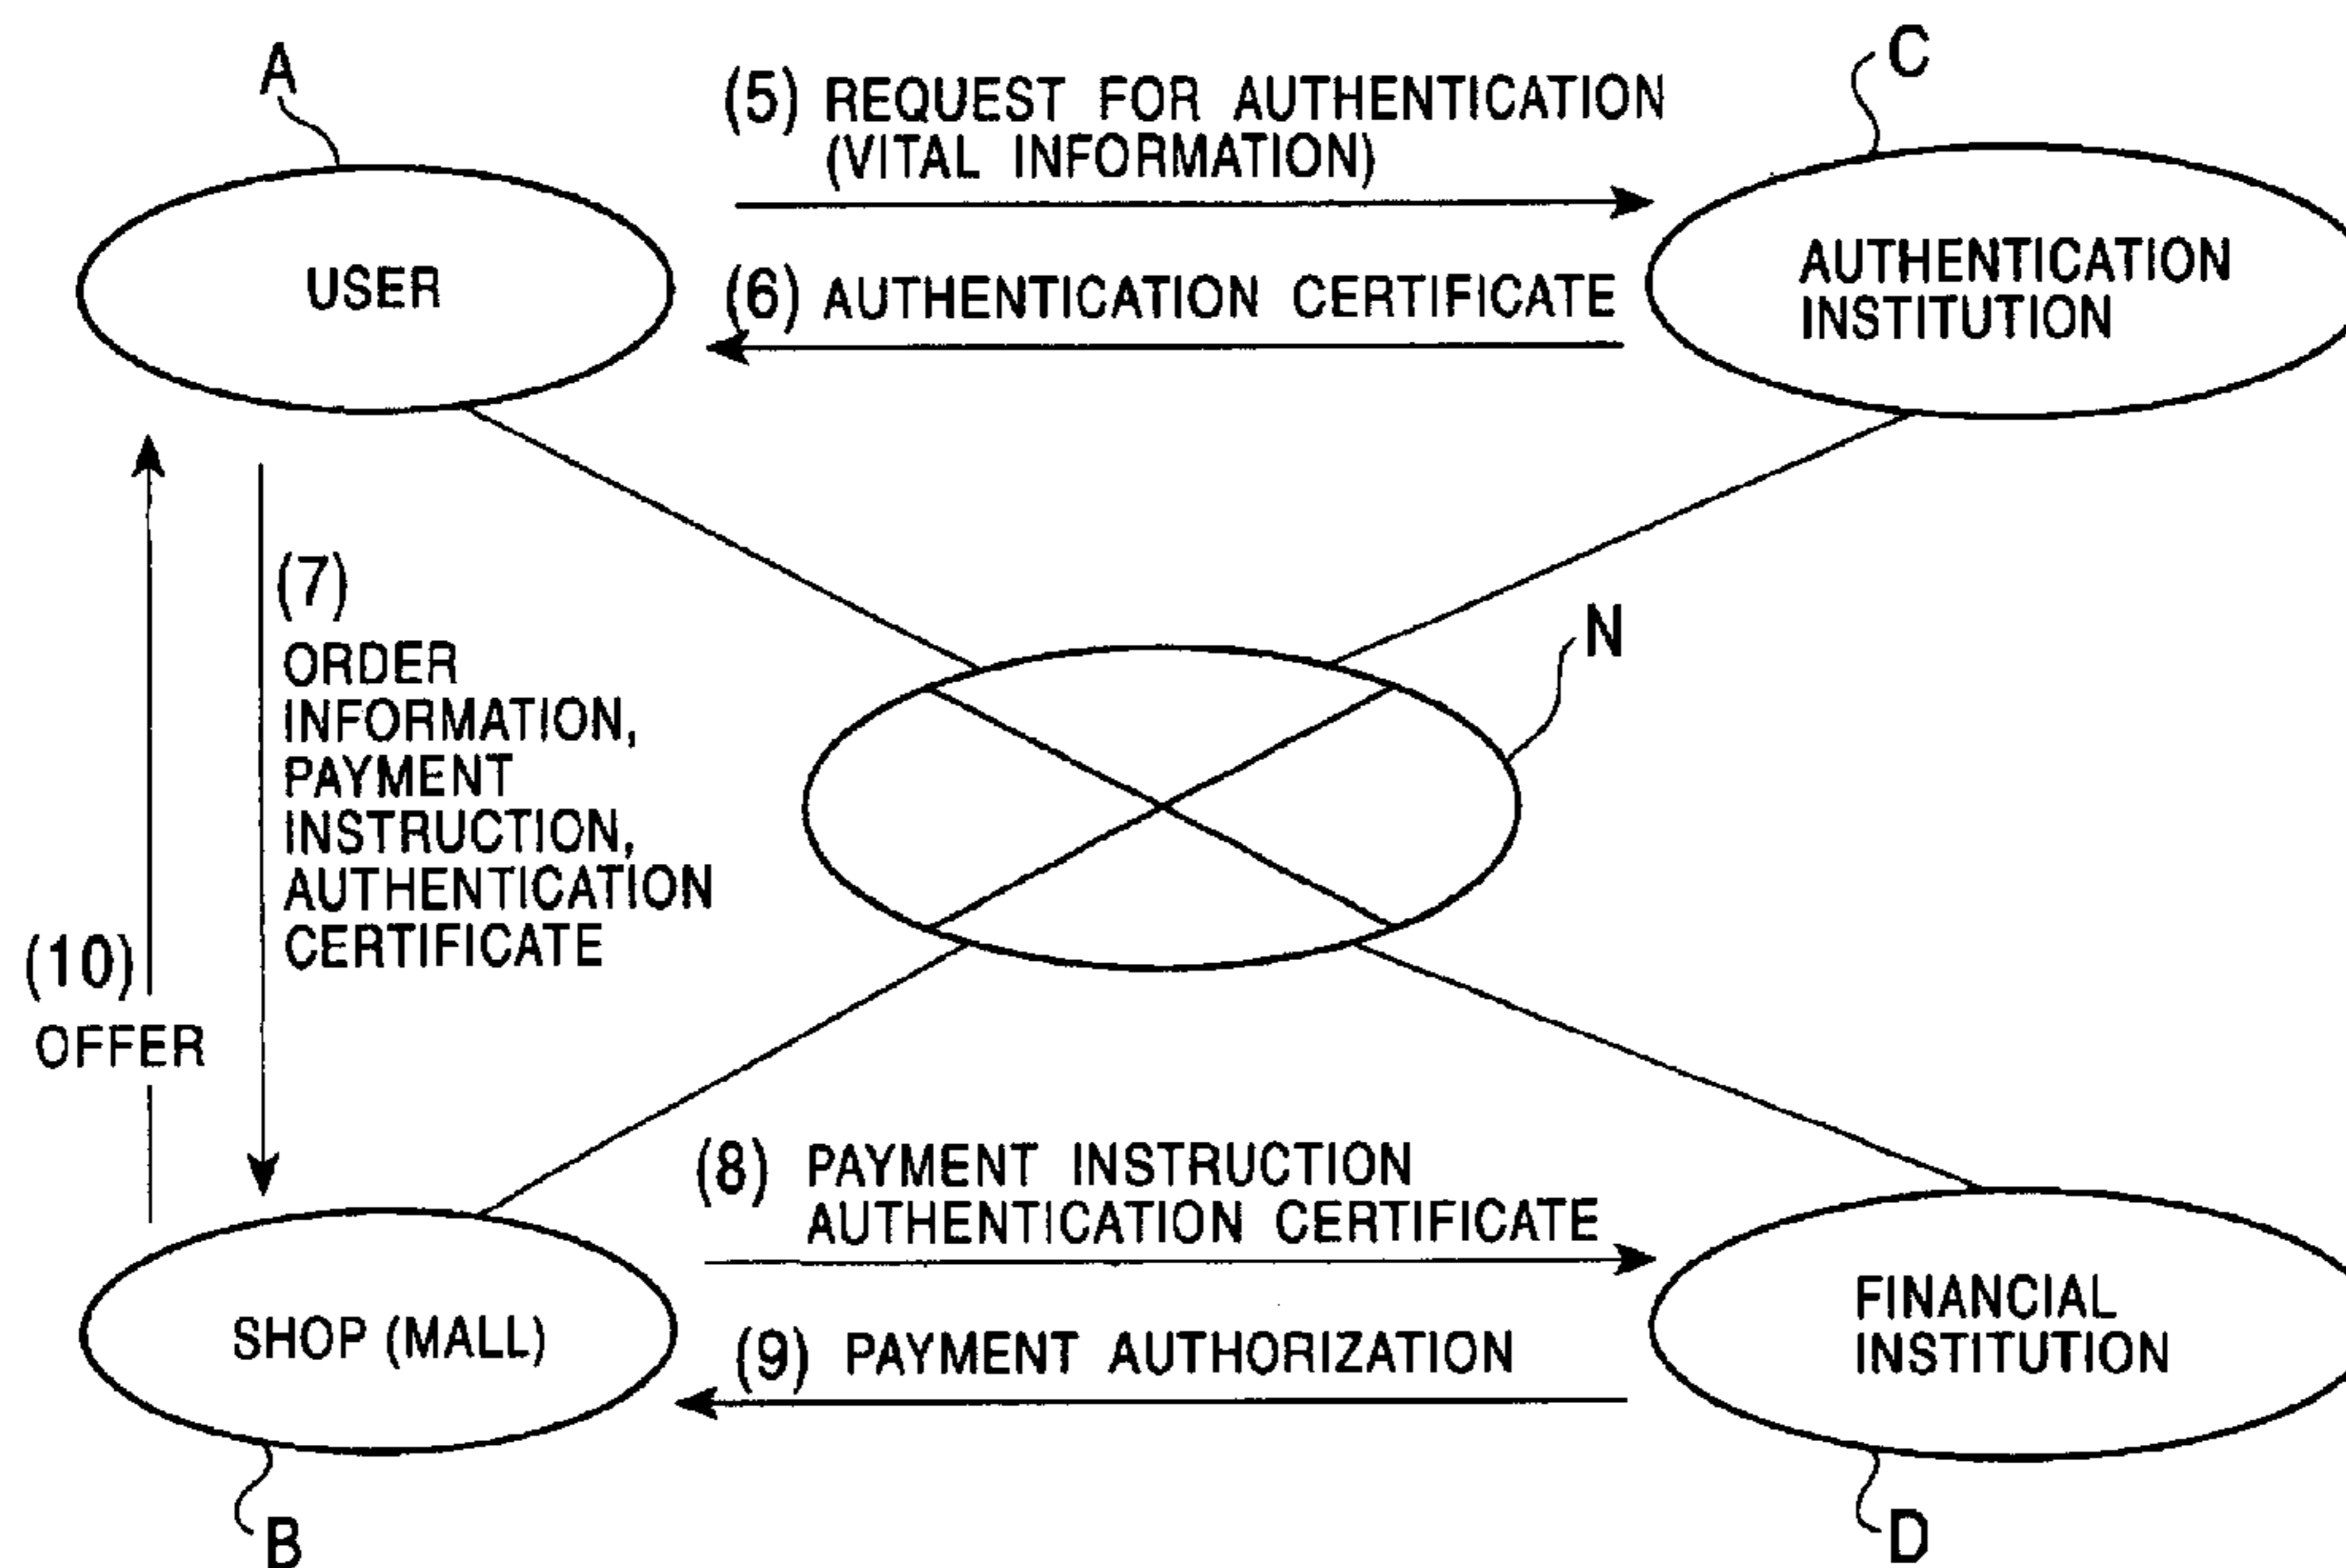 A
C
(5) REQUEST FOR AUTHENTICATION
(VITAL INFORMATION)
USER
(6) AUTHENTICATION CERTIFICATE
AUTHENTICATION
INSTITUTION
(7)
ORDER
INFORMATION,
PAYMENT
INSTRUCTION,
AUTHENTICATION
CERTIFICATE
N
(10)
OFFER
(8) PAYMENT INSTRUCTION
AUTHENTICATION CERTIFICATE
SHOP (MALL)
(9) PAYMENT AUTHORIZATION
FINANCIAL
INSTITUTION
B
D